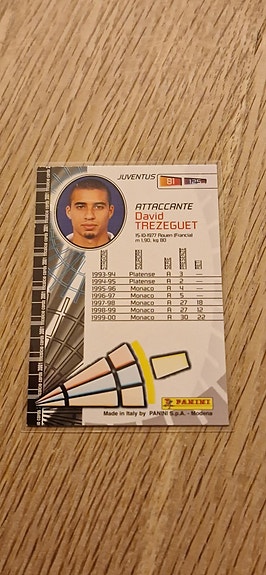 JUVENTUS 81 125
ATTACCANTE
David
TREZEGUET
15-10-1977 Rouen (Francia)
m 1,90, kg 80
1993-94 Platense A 3 —
1994-95 Platense A 2 —
1995-96 Monaco A 4 —
1996-97 Monaco A 5 —
1997-98 Monaco A 27 18
1998-99 Monaco A 27 12
1999-00 Monaco A 30 22
PANINI
Made in Italy by PANINI S.p.A. - Modena